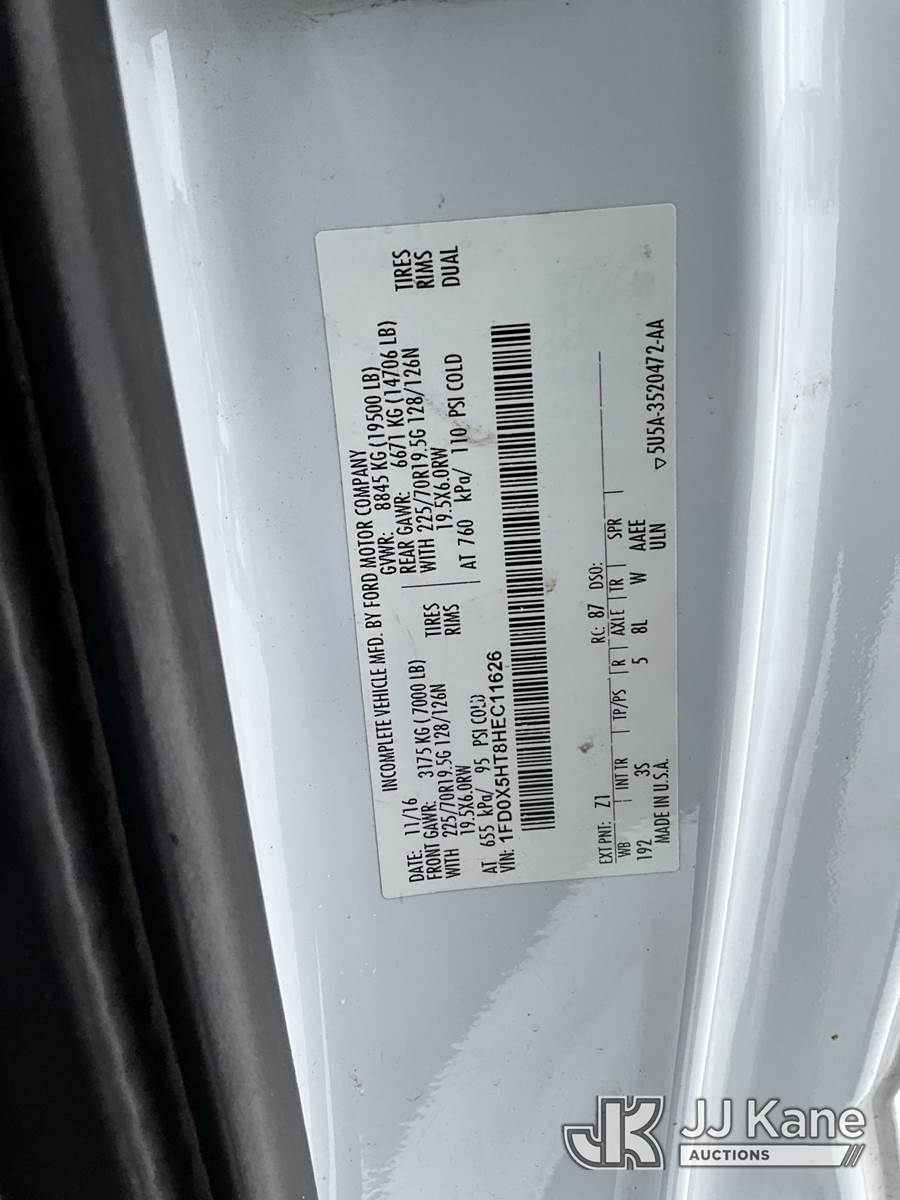 INCOMPLETE VEHICLE MFD. BY FORD MOTOR COMPANY
DATE: 11/16 GVWR: 8845 KG (19500 LB)
FRONT GAWR: 3175 KG (7000 LB) REAR GAWR: 6671 KG (14706 LB)
WITH 225/70R19.5G 128/126N TIRES WITH 225/70R19.5G 128/126N TIRES
19.5X6.0RW RIMS 19.5X6.0RW RIMS
AT 655 kPa/ 95 PSI COLD AT 760 kPa/ 110 PSI COLD DUAL
VIN: 1FD0X5HT8HEC11626
EXT PNT: Z1 RC: 87 DSO:
WB INT TR TP/PS R AXLE TR SPR
192 3S 5 8L W AAEE
MADE IN U.S.A. ULN ▽5U5A-3520472-AA
JK JJ Kane
AUCTIONS